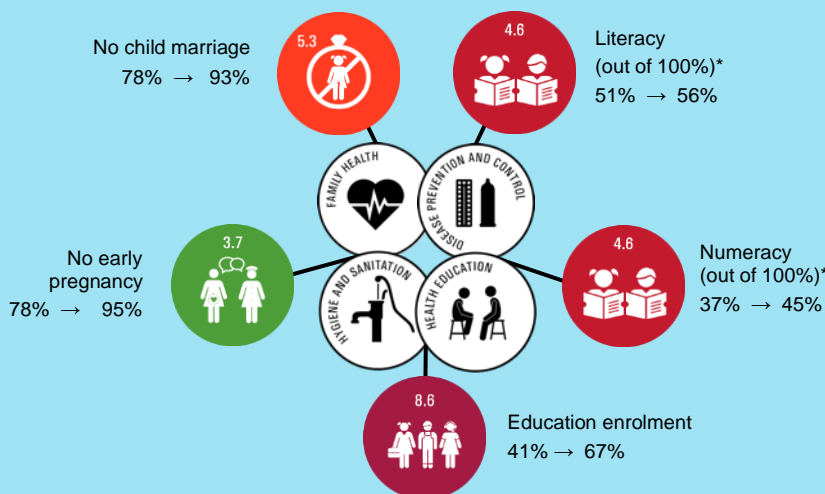 No child marriage
78% → 93%
5.3
4.6
Literacy
(out of 100%)*
51% → 56%
FAMILY HEALTH
DISEASE PREVENTION AND CONTROL
No early
pregnancy
78% → 95%
3.7
HYGIENE AND SANITATION
HEALTH EDUCATION
4.6
Numeracy
(out of 100%)*
37% → 45%
8.6
Education enrolment
41% → 67%